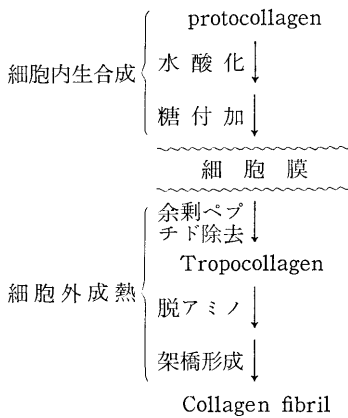 protocollagen
水酸化
細胞内生合成
糖付加
細胞膜
余剰ペプ
チド除去
Tropocollagen
細胞外成熱
脱アミノ
架橋形成
Collagen fibril